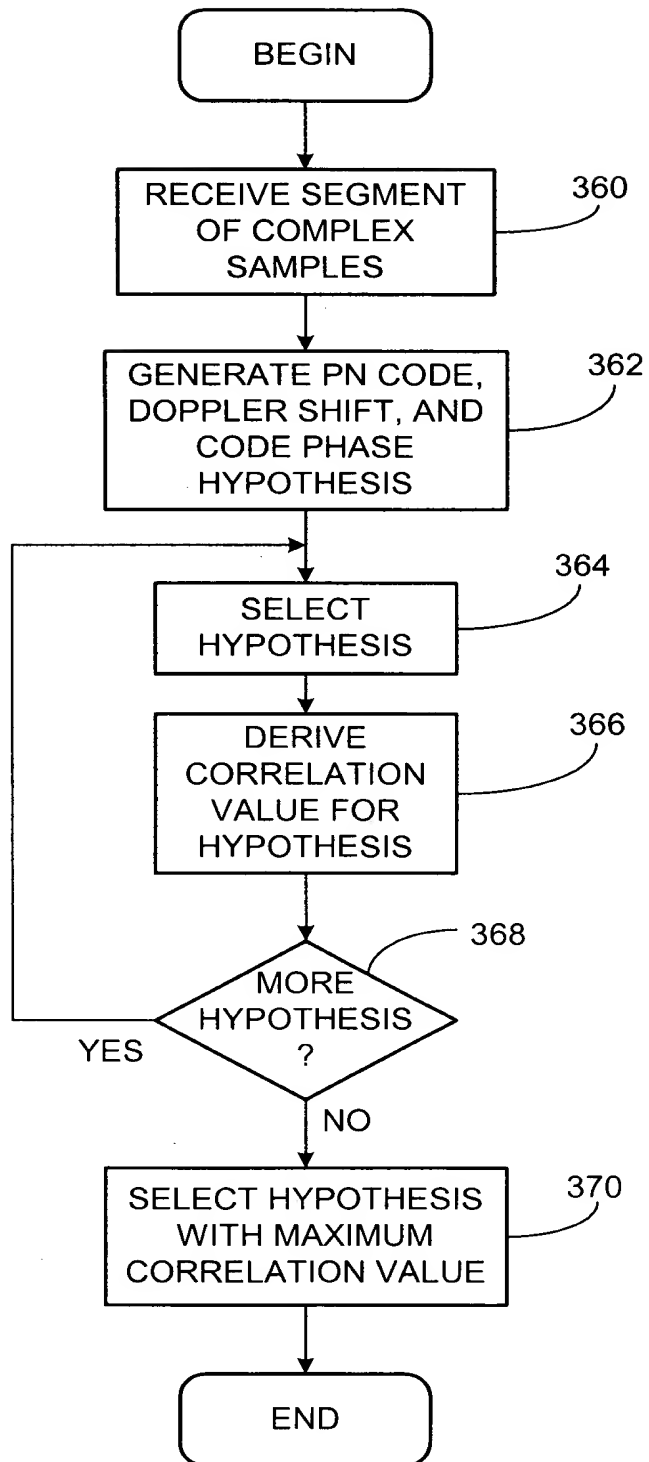 BEGIN
RECEIVE SEGMENT
OF COMPLEX
SAMPLES
360
GENERATE PN CODE,
DOPPLER SHIFT, AND
CODE PHASE
HYPOTHESIS
362
SELECT
HYPOTHESIS
364
DERIVE
CORRELATION
VALUE FOR
HYPOTHESIS
366
MORE
HYPOTHESIS
?
368
YES
NO
SELECT HYPOTHESIS
WITH MAXIMUM
CORRELATION VALUE
370
END